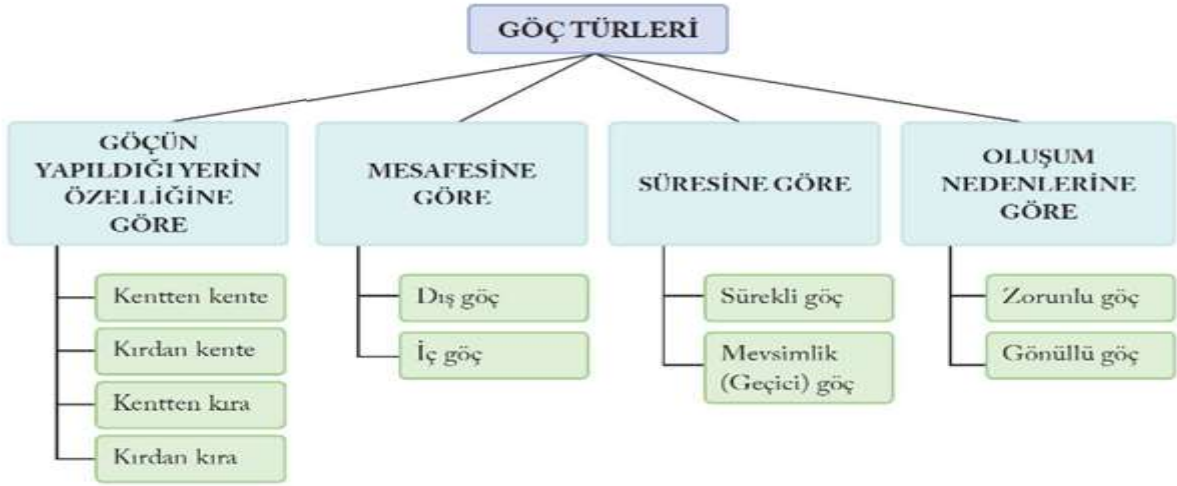 GÖÇ TÜRLERİ
GÖÇÜN
YAPILDIĞI YERİN
ÖZELLİĞİNE
GÖRE
Kentten kente
Kırdan kente
Kentten kıra
Kırdan kıra
MESAFESİNE
GÖRE
Dış göç
İç göç
SÜRESİNE GÖRE
Sürekli göç
Mevsimlik
(Geçici) göç
OLUŞUM
NEDENLERİNE
GÖRE
Zorunlu göç
Gönüllü göç